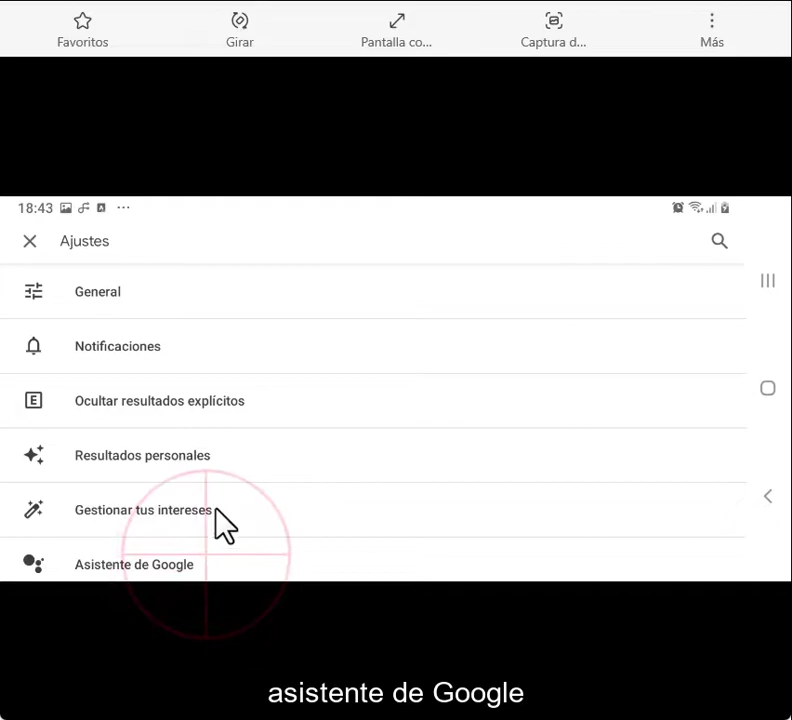 Favoritos
Girar
Pantalla co...
Captura d...
Más
18:43
Ajustes
General
Notificaciones
E
Ocultar resultados explícitos
Resultados personales
Gestionar tus intereses
Asistente de Google
asistente de Google